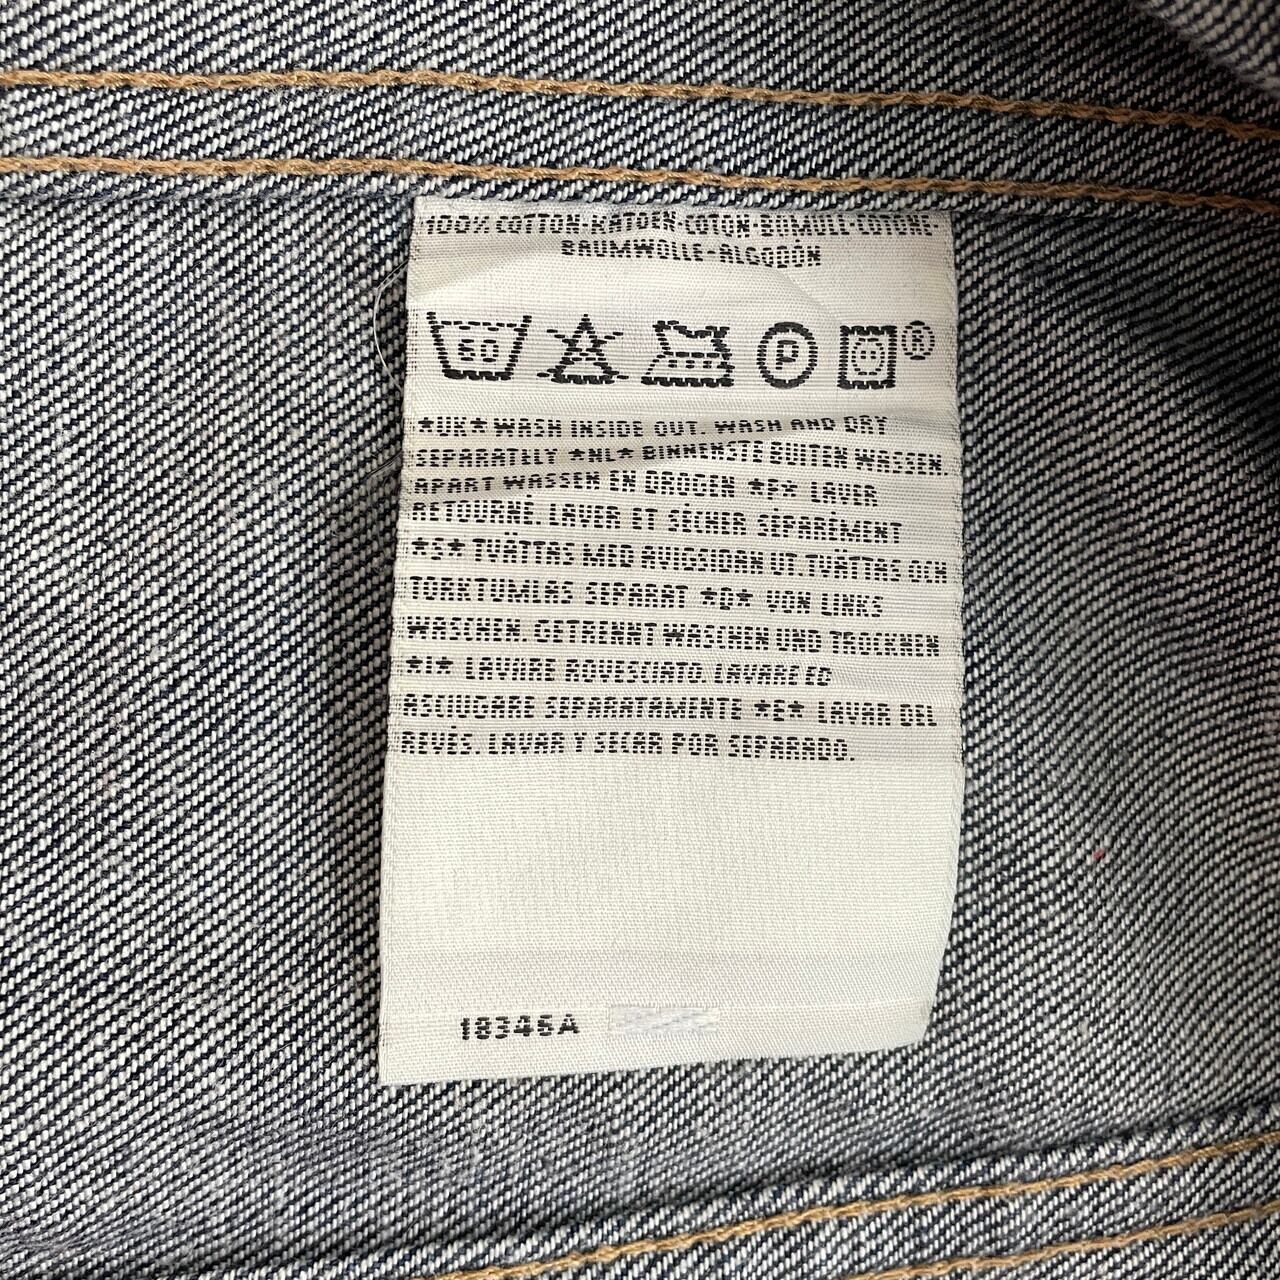 100% COTTON-KATOEN-COTON-BOMULL-COTONE-
BAUMWOLLE-ALGODÓN
60 P ®
*UK* WASH INSIDE OUT. WASH AND DRY
SEPARATELY *NL* BINNENSTE BUITEN WASSEN.
APART WASSEN EN DROGEN *F* LAVER
RETOURNÉ. LAVER ET SÉCHER SÉPARÉMENT
*S* TVÄTTAS MED AVIGSIDAN UT. TVÄTTAS OCH
TORKTUMLAS SEPARAT *D* VON LINKS
WASCHEN. GETRENNT WASCHEN UND TROCKNEN
*I* LAVARE ROVESCIATO. LAVARE ED
ASCIUGARE SEPARATAMENTE *E* LAVAR DEL
REVÉS. LAVAR Y SECAR POR SEPARADO.
18346A